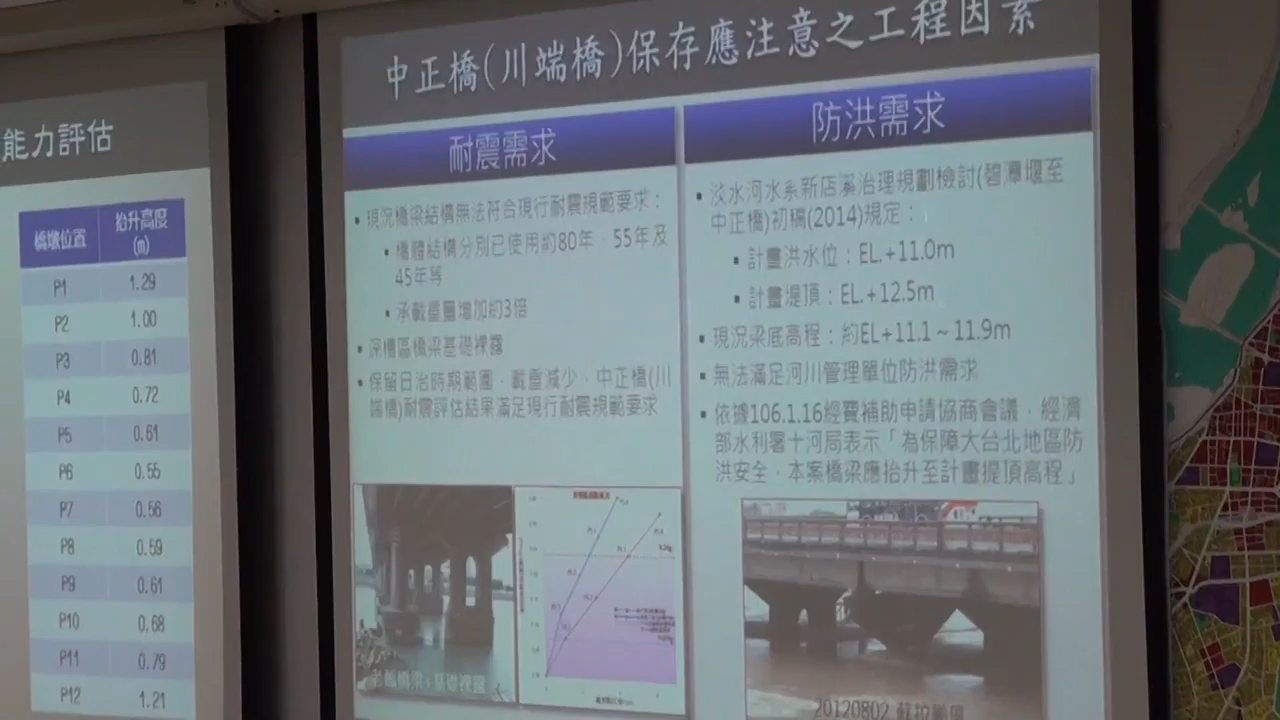 能力評估
橋墩位置 抬升高度(m)
P1 1.29
P2 1.00
P3 0.81
P4 0.72
P5 0.61
P6 0.55
P7 0.56
P8 0.59
P9 0.61
P10 0.68
P11 0.79
P12 1.21
中正橋(川端橋)保存應注意之工程因素
耐震需求
現況橋梁結構無法符合現行耐震規範要求：
橋體結構分別已使用約80年、55年及
45年等
承載重量增加約3倍
深槽區橋梁基礎裸露
保留日治時期範圍，載重減少，中正橋(川
端橋)耐震評估結果滿足現行耐震規範要求
老舊橋梁，基礎裸露
防洪需求
淡水河水系新店溪治理規劃檢討(碧潭堰至
中正橋)初稿(2014)規定：
計畫洪水位：EL.+11.0m
計畫堤頂：EL.+12.5m
現況梁底高程：約EL+11.1~11.9m
無法滿足河川管理單位防洪需求
依據106.1.16經費補助申請協商會議，經濟
部水利署十河局表示「為保障大台北地區防
洪安全，本案橋梁應抬升至計畫提頂高程」
20120802 蘇拉颱風